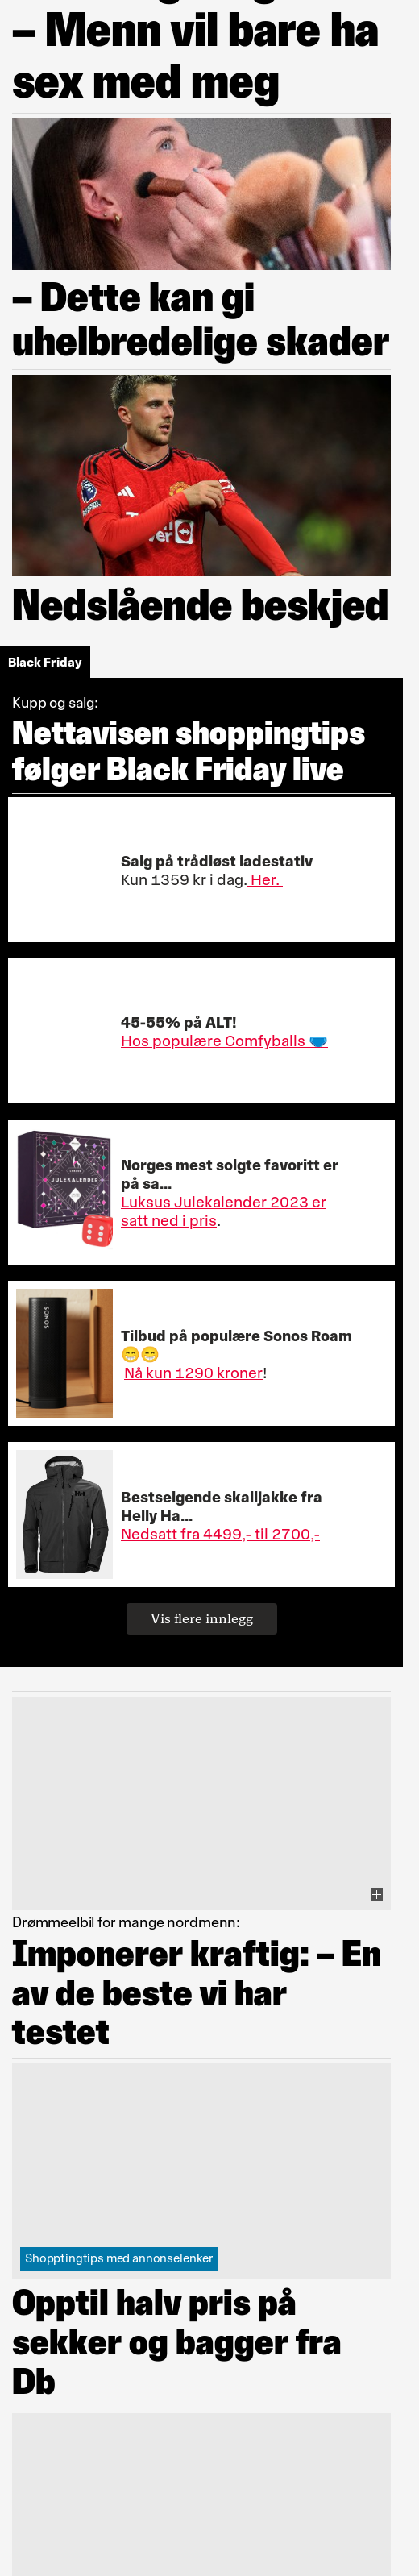 – Menn vil bare ha
sex med meg
– Dette kan gi
uhelbredelige skader
Nedslående beskjed
Black Friday
Kupp og salg:
Nettavisen shoppingtips
følger Black Friday live
Salg på trådløst ladestativ
Kun 1359 kr i dag. Her.
45-55% på ALT!
Hos populære Comfyballs 🩲
JULEKALENDER
Norges mest solgte favoritt er
på sa...
Luksus Julekalender 2023 er
satt ned i pris.
SONOS
Tilbud på populære Sonos Roam
😁😁
Nå kun 1290 kroner!
HH
Bestselgende skalljakke fra
Helly Ha...
Nedsatt fra 4499,- til 2700,-
Vis flere innlegg
Drømmeelbil for mange nordmenn:
Imponerer kraftig: – En
av de beste vi har
testet
Shopptingtips med annonselenker
Opptil halv pris på
sekker og bagger fra
Db